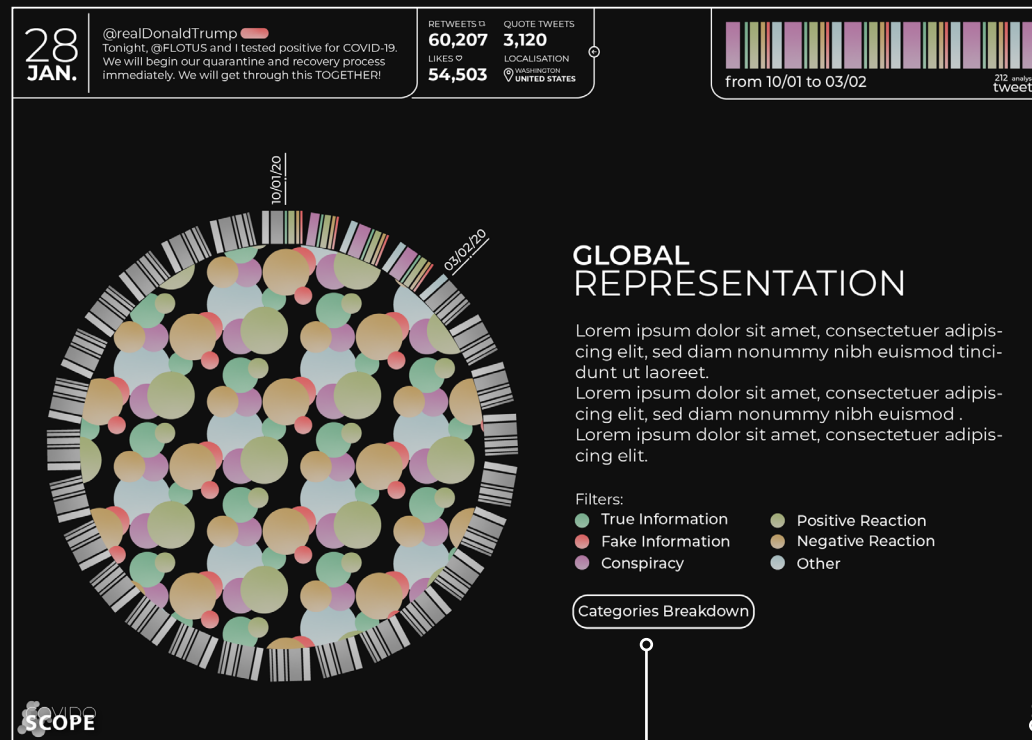 28
JAN.
@realDonaldTrump
Tonight, @FLOTUS and I tested positive for COVID-19.
We will begin our quarantine and recovery process
immediately. We will get through this TOGETHER!
RETWEETS
60,207
LIKES
54,503
QUOTE TWEETS
3,120
LOCALISATION
WASHINGTON
UNITED STATES
from 10/01 to 03/02
212 analys
tweet
10/01/20
03/02/20
GLOBAL
REPRESENTATION
Lorem ipsum dolor sit amet, consectetuer adipis-
cing elit, sed diam nonummy nibh euismod tinci-
dunt ut laoreet.
Lorem ipsum dolor sit amet, consectetuer adipis-
cing elit, sed diam nonummy nibh euismod .
Lorem ipsum dolor sit amet, consectetuer adipis-
cing elit.
Filters:
True Information
Fake Information
Conspiracy
Positive Reaction
Negative Reaction
Other
Categories Breakdown
SCOPE